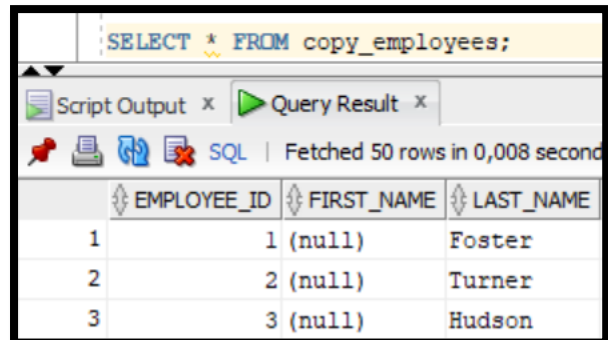 SELECT * FROM copy_employees;
Script Output x Query Result x
SQL | Fetched 50 rows in 0,008 second
EMPLOYEE_ID FIRST_NAME LAST_NAME
1 1 (null) Foster
2 2 (null) Turner
3 3 (null) Hudson